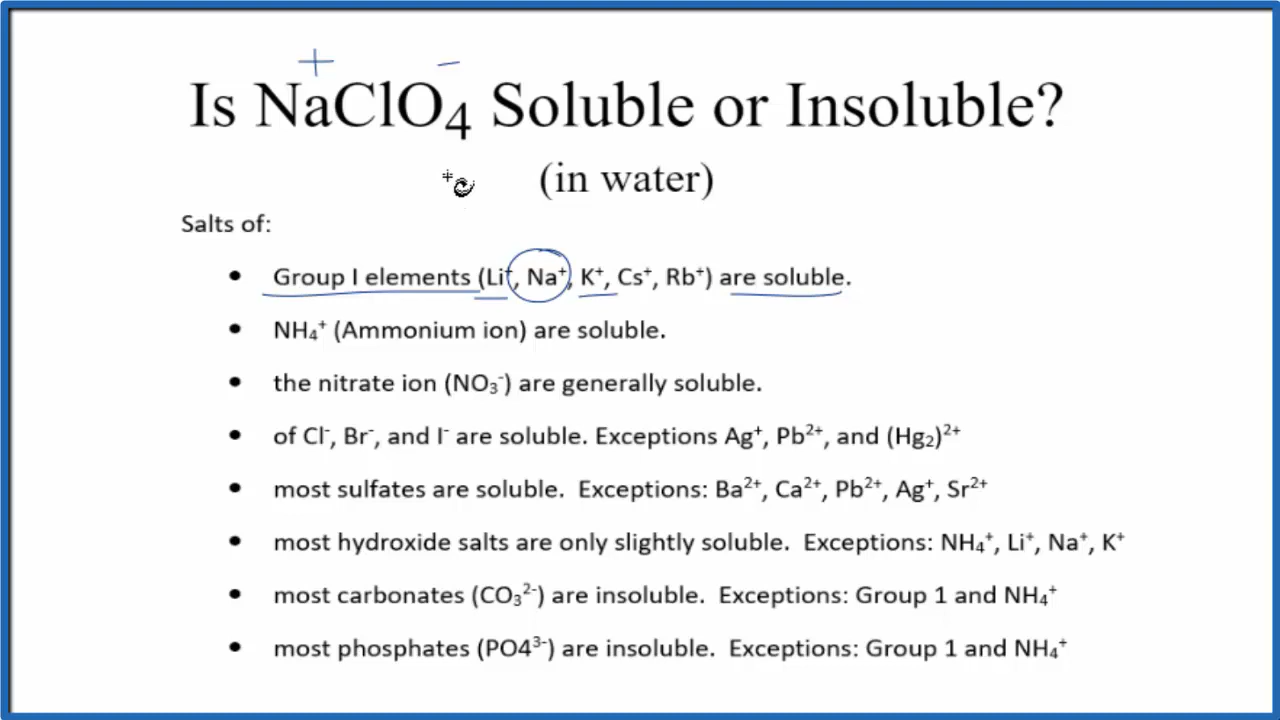 + −
Is NaClO₄ Soluble or Insoluble?
(in water)
Salts of:
• Group I elements (Li⁺, Na⁺, K⁺, Cs⁺, Rb⁺) are soluble.
• NH₄⁺ (Ammonium ion) are soluble.
• the nitrate ion (NO₃⁻) are generally soluble.
• of Cl⁻, Br⁻, and I⁻ are soluble. Exceptions Ag⁺, Pb²⁺, and (Hg₂)²⁺
• most sulfates are soluble. Exceptions: Ba²⁺, Ca²⁺, Pb²⁺, Ag⁺, Sr²⁺
• most hydroxide salts are only slightly soluble. Exceptions: NH₄⁺, Li⁺, Na⁺, K⁺
• most carbonates (CO₃²⁻) are insoluble. Exceptions: Group 1 and NH₄⁺
• most phosphates (PO4³⁻) are insoluble. Exceptions: Group 1 and NH₄⁺